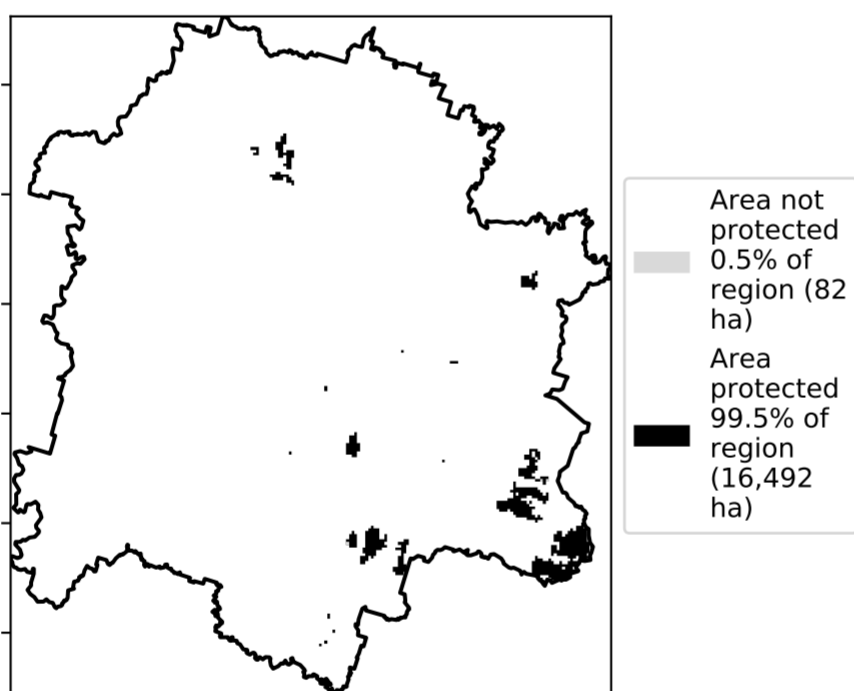 Area not
protected
0.5% of
region (82
ha)
Area
protected
99.5% of
region
(16,492
ha)